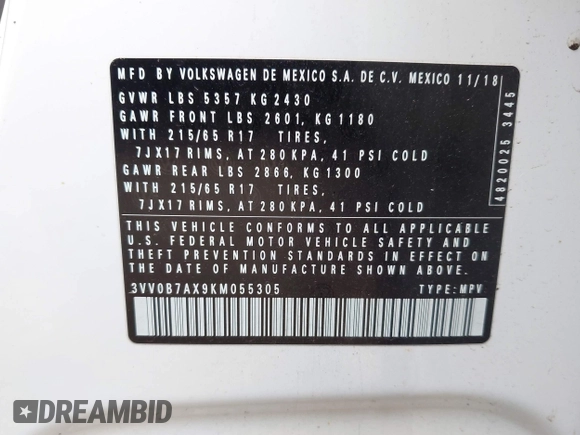 MFD BY VOLKSWAGEN DE MEXICO S.A. DE C.V. MEXICO 11/18
GVWR LBS 5357 KG 2430
GAWR FRONT LBS 2601, KG 1180
WITH 215/65 R17 TIRES,
7JX17 RIMS, AT 280 KPA, 41 PSI COLD
GAWR REAR LBS 2866, KG 1300
WITH 215/65 R17 TIRES,
7JX17 RIMS, AT 280 KPA, 41 PSI COLD
THIS VEHICLE CONFORMS TO ALL APPLICABLE
U.S. FEDERAL MOTOR VEHICLE SAFETY AND
THEFT PREVENTION STANDARDS IN EFFECT ON
THE DATE OF MANUFACTURE SHOWN ABOVE
3VV0B7AX9KM055305 TYPE: MPV
4820025 3445
DREAMBID